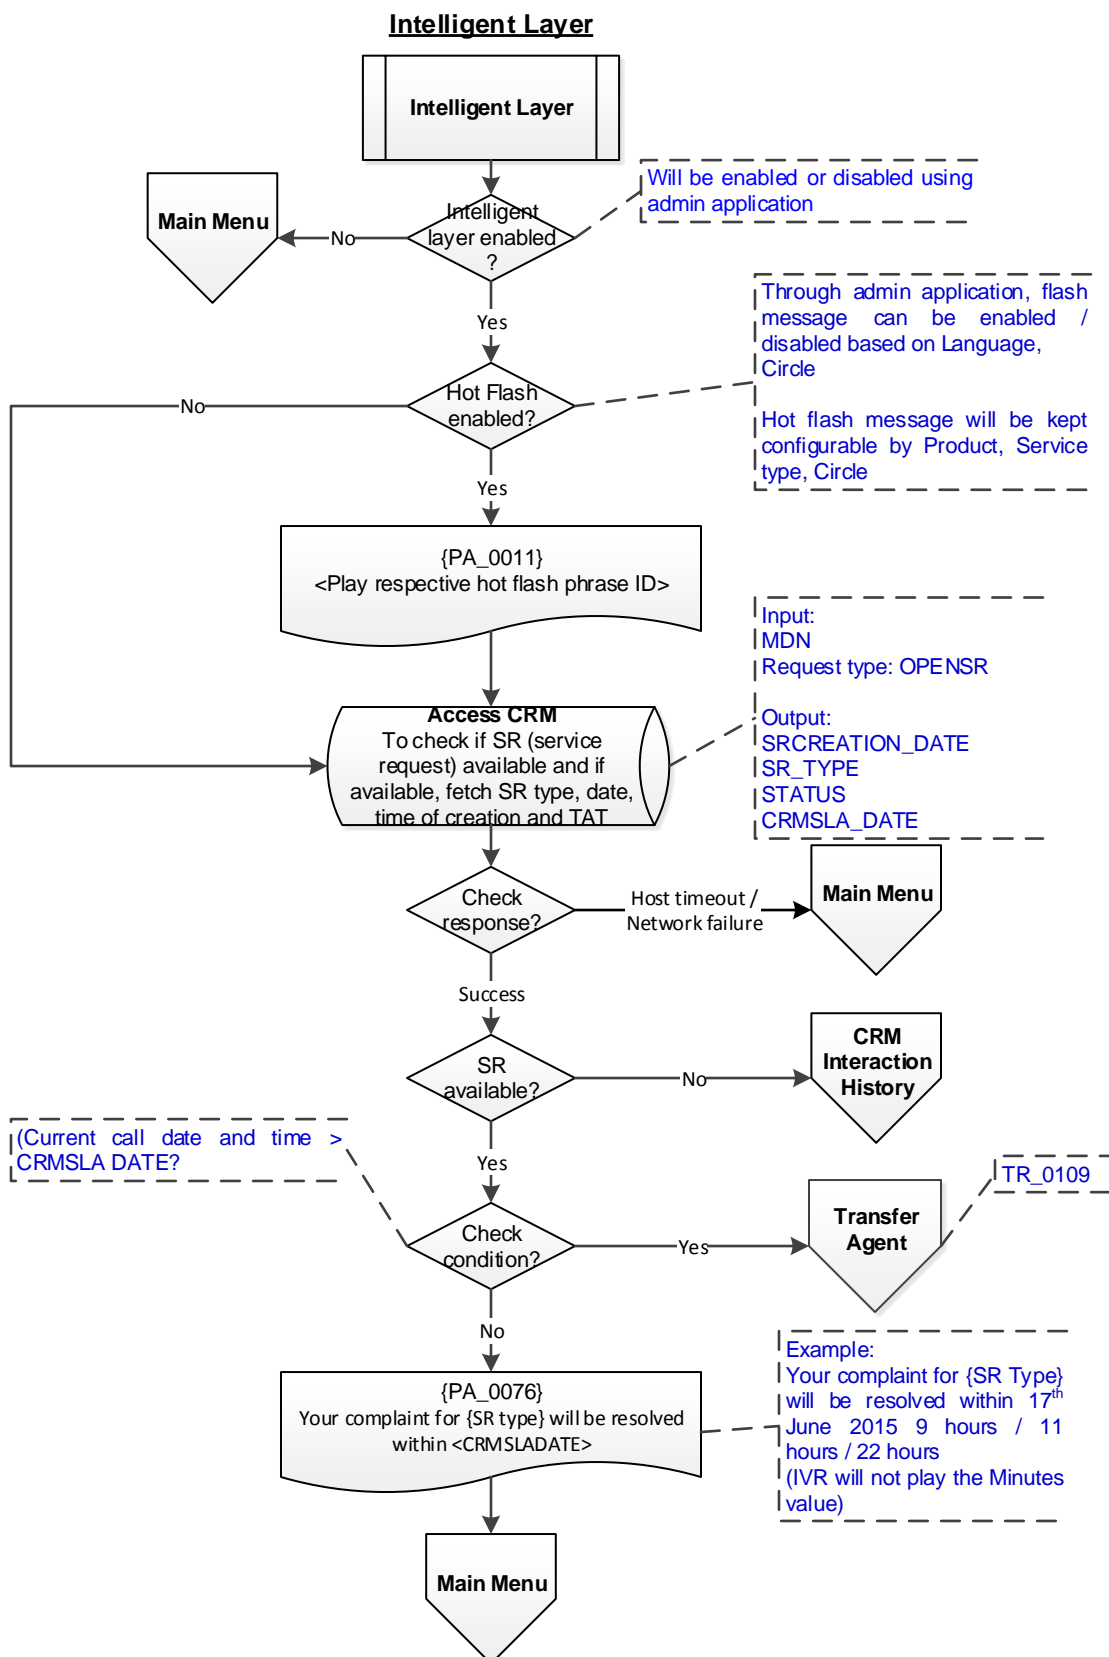 Intelligent Layer
Intelligent Layer
Will be enabled or disabled using
admin application
Main Menu
No
Intelligent
layer enabled
?
Yes
Through admin application, flash
message can be enabled /
disabled based on Language,
Circle
Hot flash message will be kept
configurable by Product, Service
type, Circle
No
Hot Flash
enabled?
Yes
{PA_0011}
<Play respective hot flash phrase ID>
Input:
MDN
Request type: OPENSR
Output:
SRCREATION_DATE
SR_TYPE
STATUS
CRMSLA_DATE
Access CRM
To check if SR (service
request) available and if
available, fetch SR type, date,
time of creation and TAT
Check
response?
Host timeout /
Network failure
Main Menu
Success
SR
available?
No
CRM
Interaction
History
(Current call date and time >
CRMSLA DATE?
Yes
TR_0109
Check
condition?
Yes
Transfer
Agent
No
{PA_0076}
Your complaint for {SR type} will be resolved
within <CRMSLADATE>
Example:
Your complaint for {SR Type}
will be resolved within 17th
June 2015 9 hours / 11
hours / 22 hours
(IVR will not play the Minutes
value)
Main Menu